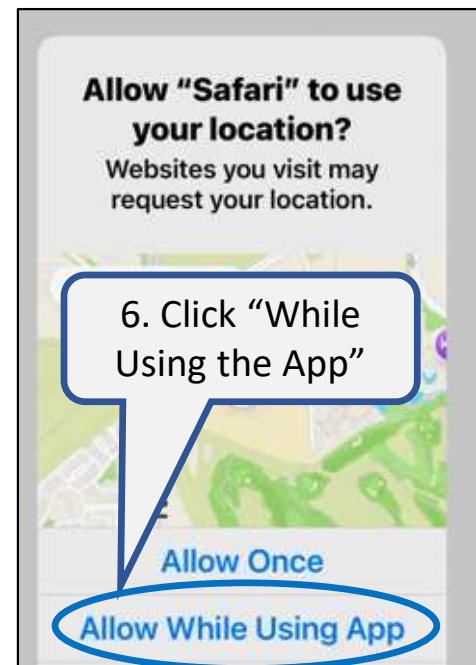 Allow “Safari” to use
your location?
Websites you visit may
request your location.
6. Click “While
Using the App”
Allow Once
Allow While Using App